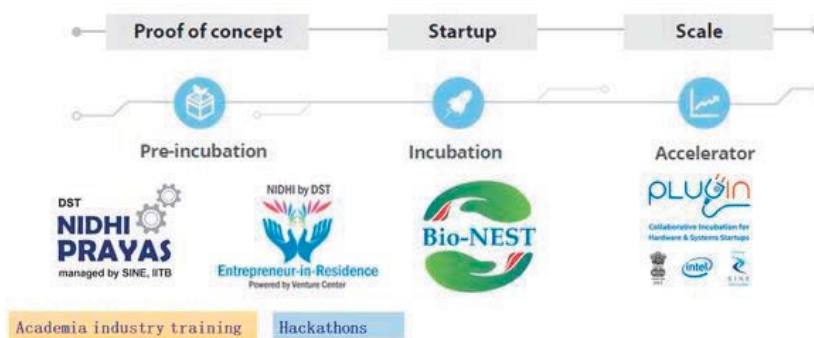 Proof of concept
Startup
Scale
Pre-incubation
Incubation
Accelerator
DST
NIDHI
PRAYAS
managed by SINE, IITB
NIDHI by DST
Entrepreneur-in-Residence
Powered by Venture Center
Bio-NEST
PLUGIN
Collaborative Incubation for
Hardware & Systems Startups
intel
SINE
Academia industry training
Hackathons